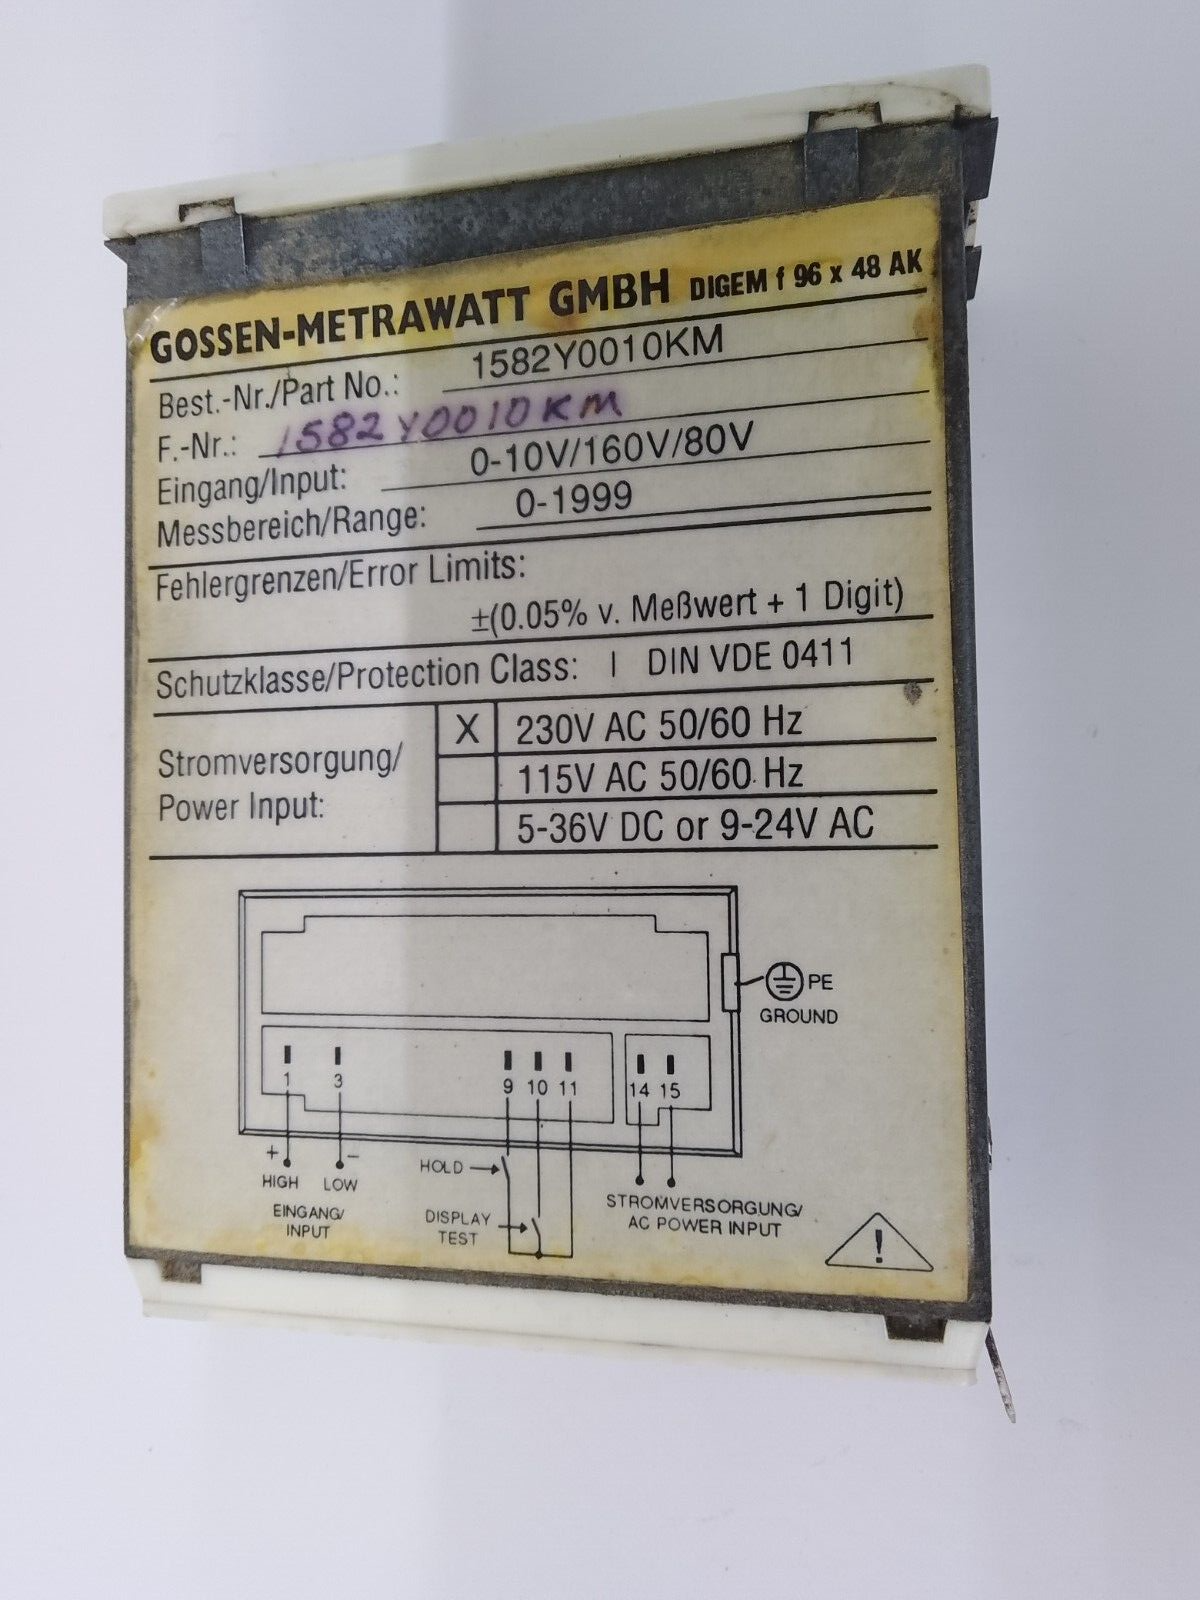 GOSSEN-METRAWATT GMBH DIGEM f 96 x 48 AK
Best.-Nr./Part No.: 1582Y0010KM
F.-Nr.: 1582Y0010KM
Eingang/Input: 0-10V/160V/80V
Messbereich/Range: 0-1999
Fehlergrenzen/Error Limits:
±(0.05% v. Meßwert + 1 Digit)
Schutzklasse/Protection Class: I DIN VDE 0411
Stromversorgung/
Power Input:
X 230V AC 50/60 Hz
115V AC 50/60 Hz
5-36V DC or 9-24V AC
PE
GROUND
1 3 9 10 11 14 15
+ −
HIGH LOW
EINGANG/
INPUT
HOLD
DISPLAY
TEST
STROMVERSORGUNG/
AC POWER INPUT
!